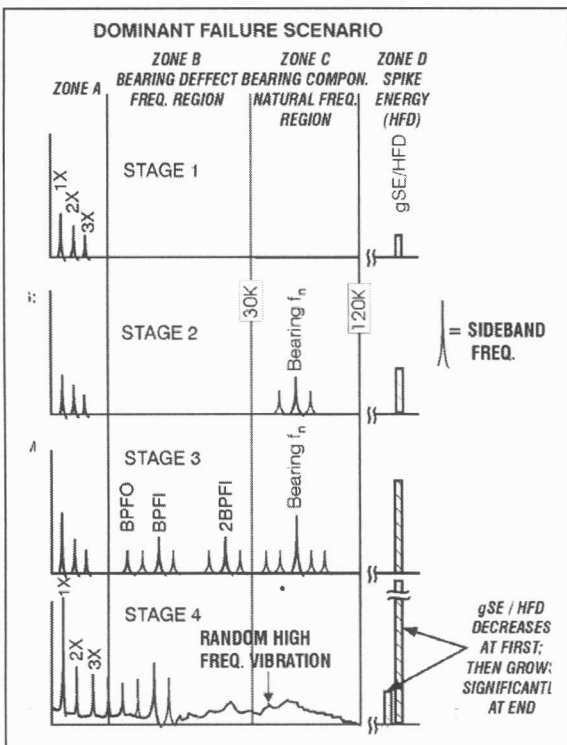 DOMINANT FAILURE SCENARIO
ZONE A
ZONE B
BEARING DEFFECT
FREQ. REGION
ZONE C
BEARING COMPON.
NATURAL FREQ.
REGION
ZONE D
SPIKE
ENERGY
(HFD)
STAGE 1
1X
2X
3X
gSE/HFD
30K
120K
STAGE 2
Bearing fn
= SIDEBAND
FREQ.
STAGE 3
BPFO
BPFI
2BPFI
Bearing fn
STAGE 4
1X
2X
3X
RANDOM HIGH
FREQ. VIBRATION
gSE / HFD
DECREASES
AT FIRST;
THEN GROWS
SIGNIFICANTL
AT END